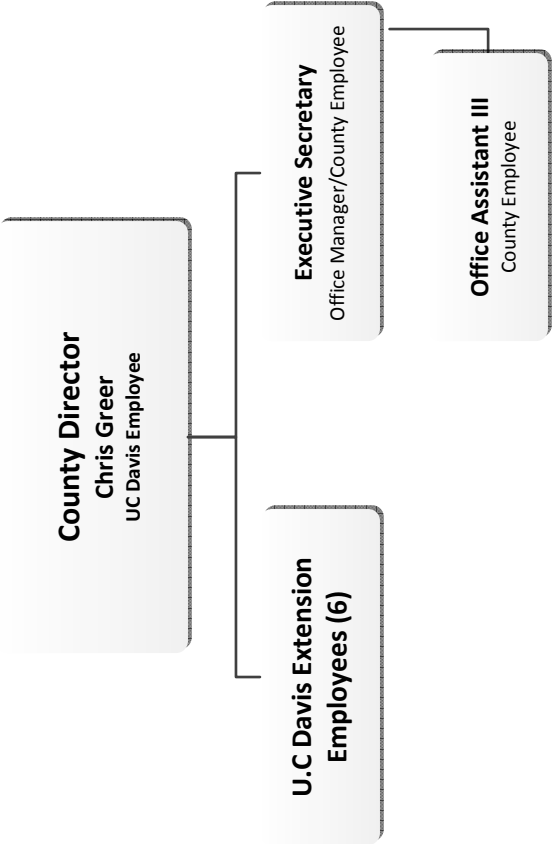 County Director
Chris Greer
UC Davis Employee
U.C Davis Extension
Employees (6)
Executive Secretary
Office Manager/County Employee
Office Assistant III
County Employee